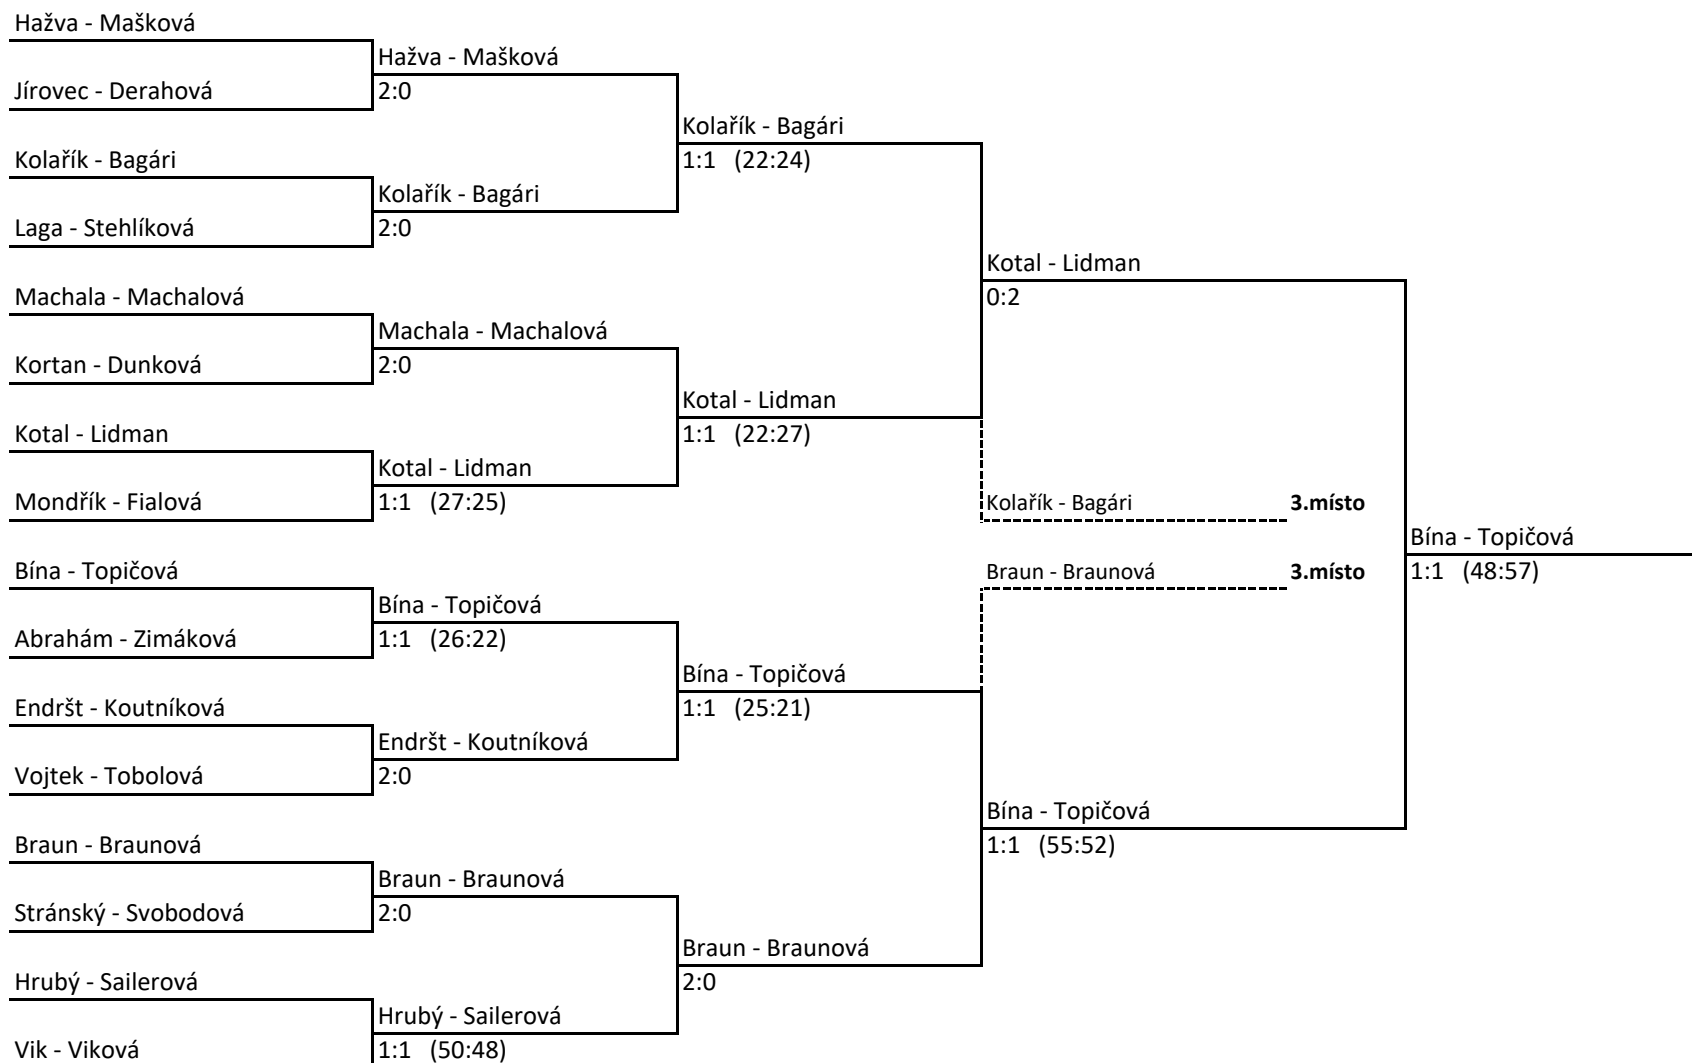 Hažva - Mašková
Hažva - Mašková
Jírovec - Derahová
2:0
Kolařík - Bagári
Kolařík - Bagári
1:1 (22:24)
Kolařík - Bagári
Laga - Stehlíková
2:0
Kotal - Lidman
Machala - Machalová
0:2
Machala - Machalová
Kortan - Dunková
2:0
Kotal - Lidman
Kotal - Lidman
1:1 (22:27)
Kotal - Lidman
Mondřík - Fialová
1:1 (27:25)
Kolařík - Bagári 3.místo
Bína - Topičová
Bína - Topičová
Braun - Braunová 3.místo
1:1 (48:57)
Bína - Topičová
Abrahám - Zimáková
1:1 (26:22)
Bína - Topičová
Endršt - Koutníková
1:1 (25:21)
Endršt - Koutníková
Vojtek - Tobolová
2:0
Bína - Topičová
Braun - Braunová
1:1 (55:52)
Braun - Braunová
Stránský - Svobodová
2:0
Braun - Braunová
Hrubý - Sailerová
2:0
Hrubý - Sailerová
Vik - Viková
1:1 (50:48)